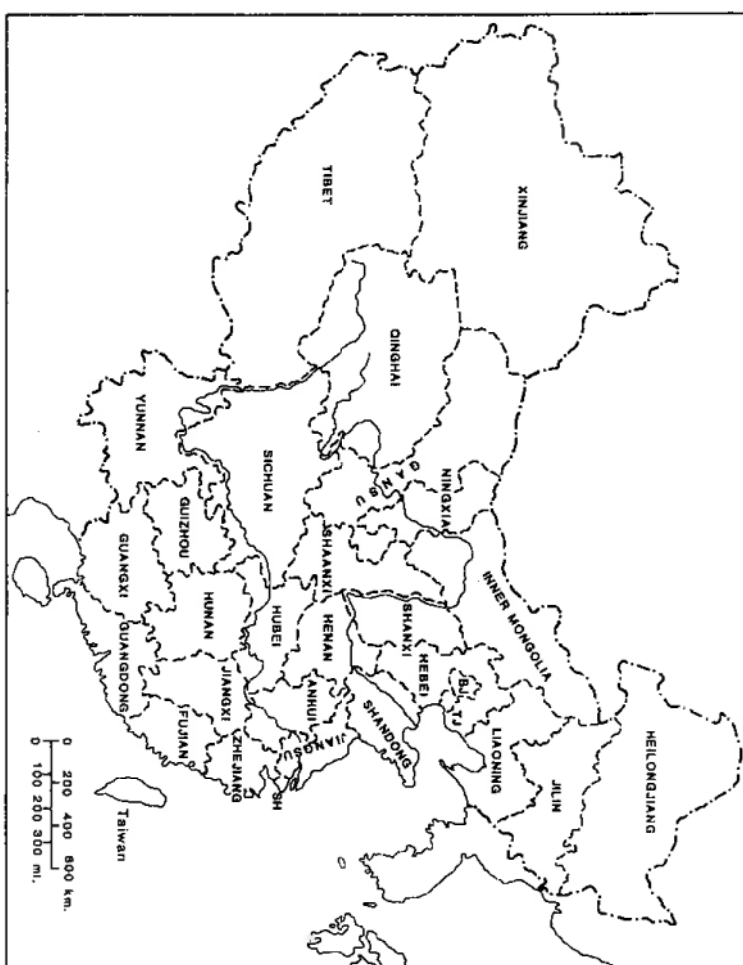 HEILONGJIANG
XINJIANG
JILIN
INNER MONGOLIA
LIAONING
BJ
TJ
NINGXIA
GANSU
HEBEI
SHANXI
QINGHAI
SHANDONG
TIBET
SHAANXI
HENAN
JIANGSU
ANHUI
SICHUAN
HUBEI
SH
ZHEJIANG
JIANGXI
HUNAN
GUIZHOU
FUJIAN
YUNNAN
GUANGXI
GUANGDONG
Taiwan
0 200 400 600 km.
0 100 200 300 mi.